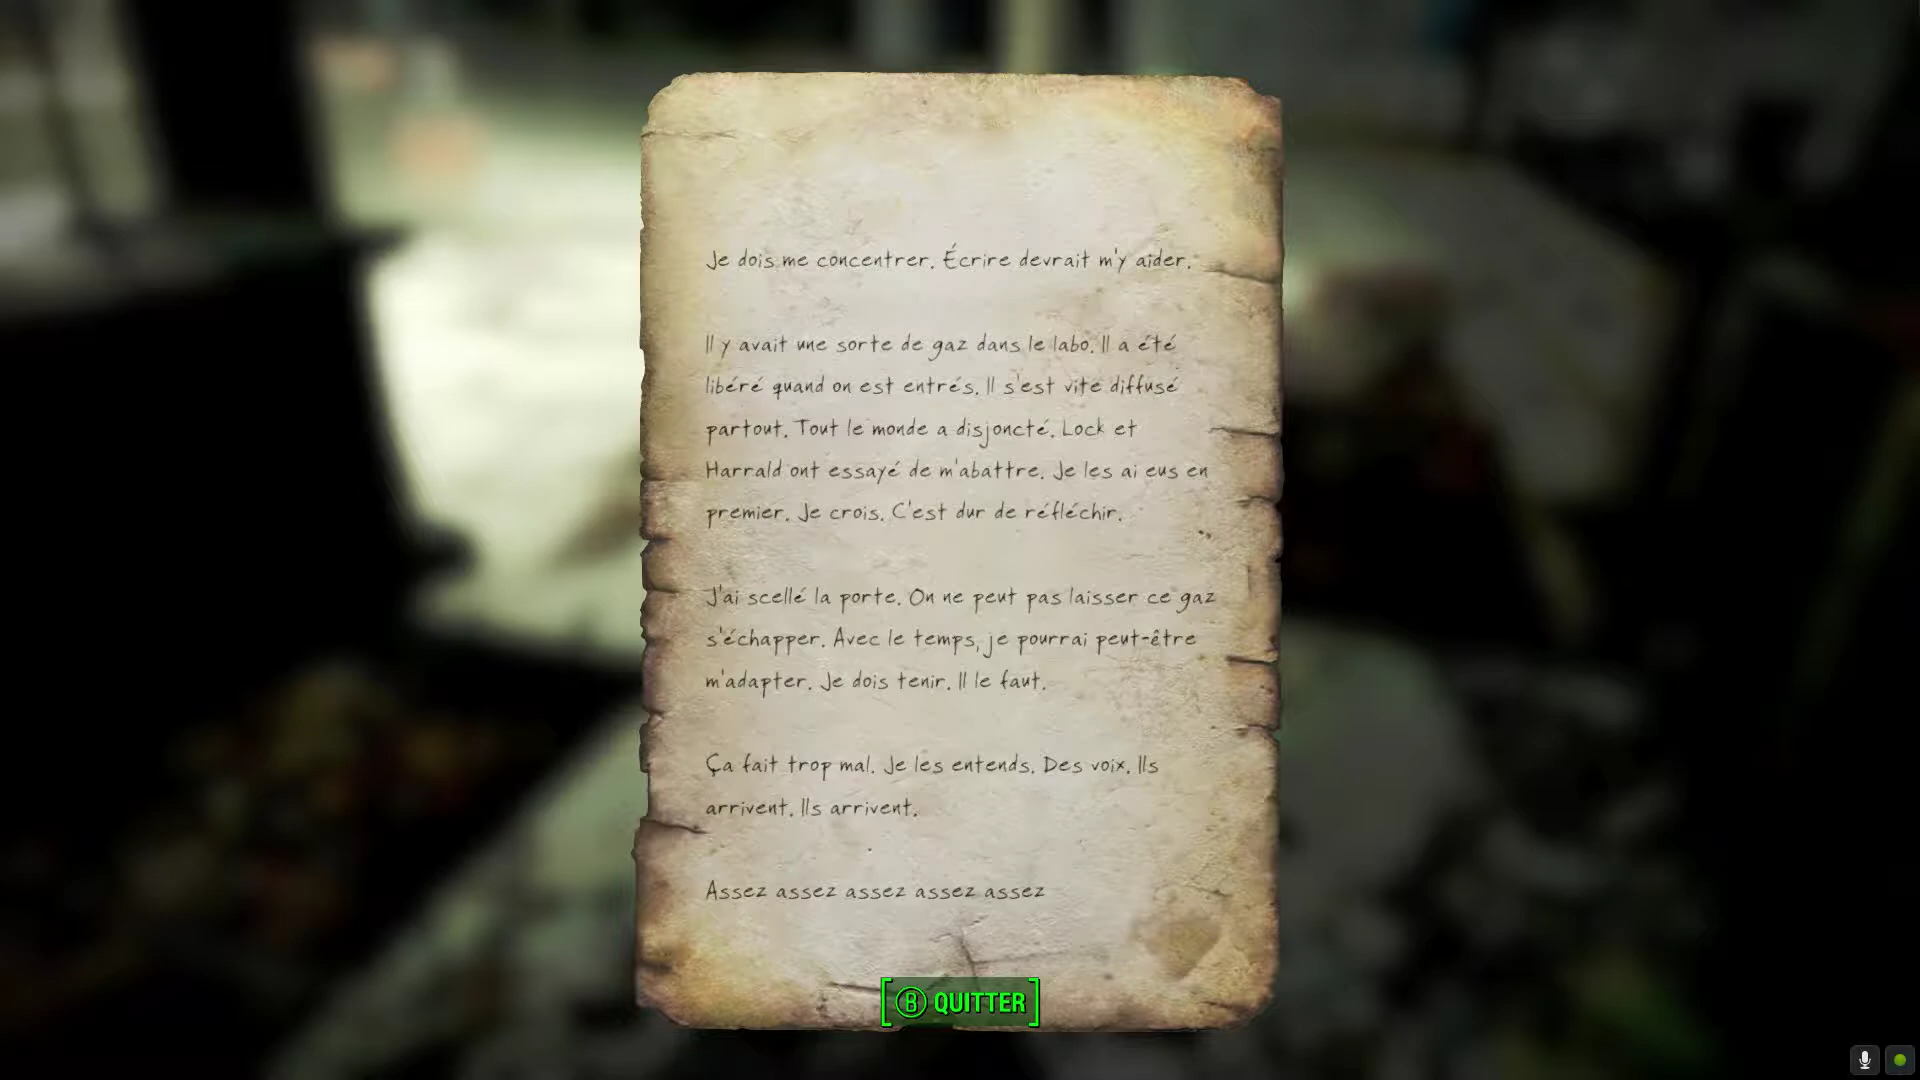 Je dois me concentrer. Écrire devrait m'y aider.
Il y avait une sorte de gaz dans le labo. Il a été
libéré quand on est entrés. Il s'est vite diffusé
partout. Tout le monde a disjoncté. Lock et
Harrald ont essayé de m'abattre. Je les ai eus en
premier. Je crois. C'est dur de réfléchir.
J'ai scellé la porte. On ne peut pas laisser ce gaz
s'échapper. Avec le temps, je pourrai peut-être
m'adapter. Je dois tenir. Il le faut.
Ça fait trop mal. Je les entends. Des voix. Ils
arrivent. Ils arrivent.
Assez assez assez assez assez
B QUITTER